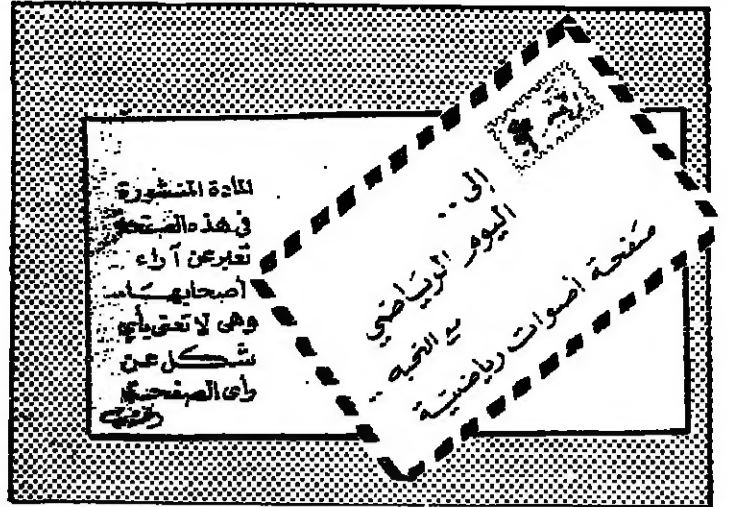 المادة المنشورة
في هذه الصفحة
تعبر عن آراء
أصحابها
وهي لا تعني بأي
شكل عن
رأي الصفحة
إلى..
اليوم الرياضي
مع التحيه..
صفحة أصوات رياضية